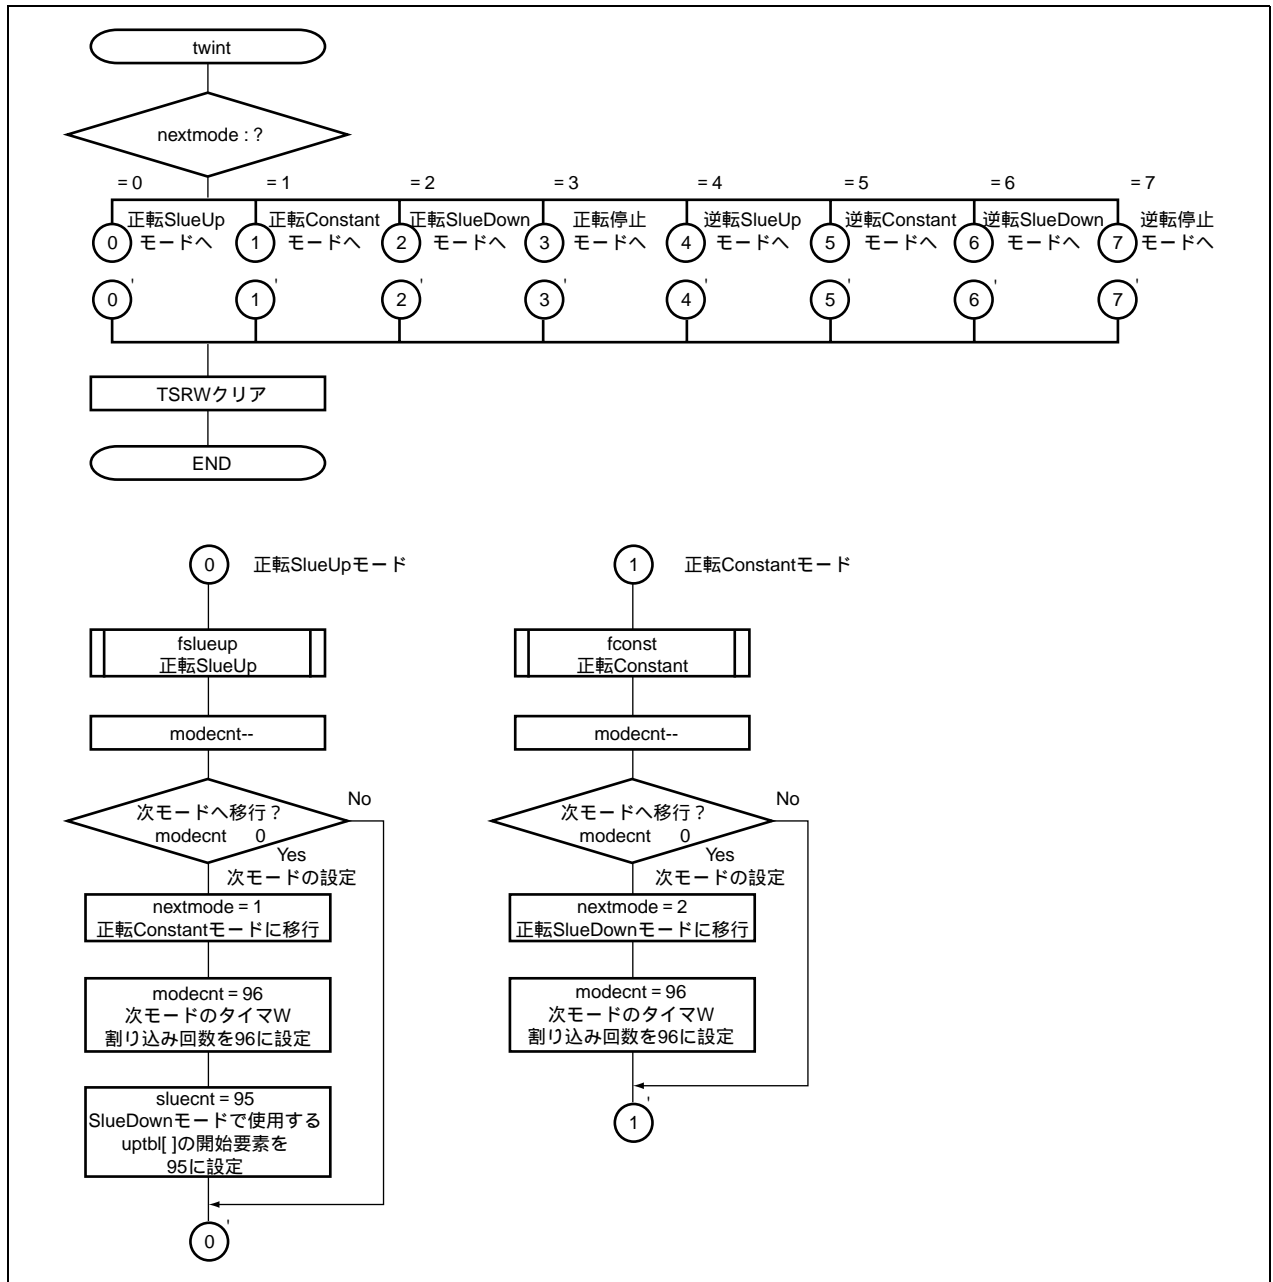 twint
nextmode : ?
= 0
= 1
= 2
= 3
= 4
= 5
= 6
= 7
0
正転SlueUp
モードへ
1
正転Constant
モードへ
2
正転SlueDown
モードへ
3
正転停止
モードへ
4
逆転SlueUp
モードへ
5
逆転Constant
モードへ
6
逆転SlueDown
モードへ
7
逆転停止
モードへ
0'
1'
2'
3'
4'
5'
6'
7'
TSRWクリア
END
0
正転SlueUpモード
fslueup
正転SlueUp
modecnt--
次モードへ移行？
modecnt 0
No
Yes
次モードの設定
nextmode = 1
正転Constantモードに移行
modecnt = 96
次モードのタイマW
割り込み回数を96に設定
sluecnt = 95
SlueDownモードで使用する
uptbl[ ]の開始要素を
95に設定
0'
1
正転Constantモード
fconst
正転Constant
modecnt--
次モードへ移行？
modecnt 0
No
Yes
次モードの設定
nextmode = 2
正転SlueDownモードに移行
modecnt = 96
次モードのタイマW
割り込み回数を96に設定
1'